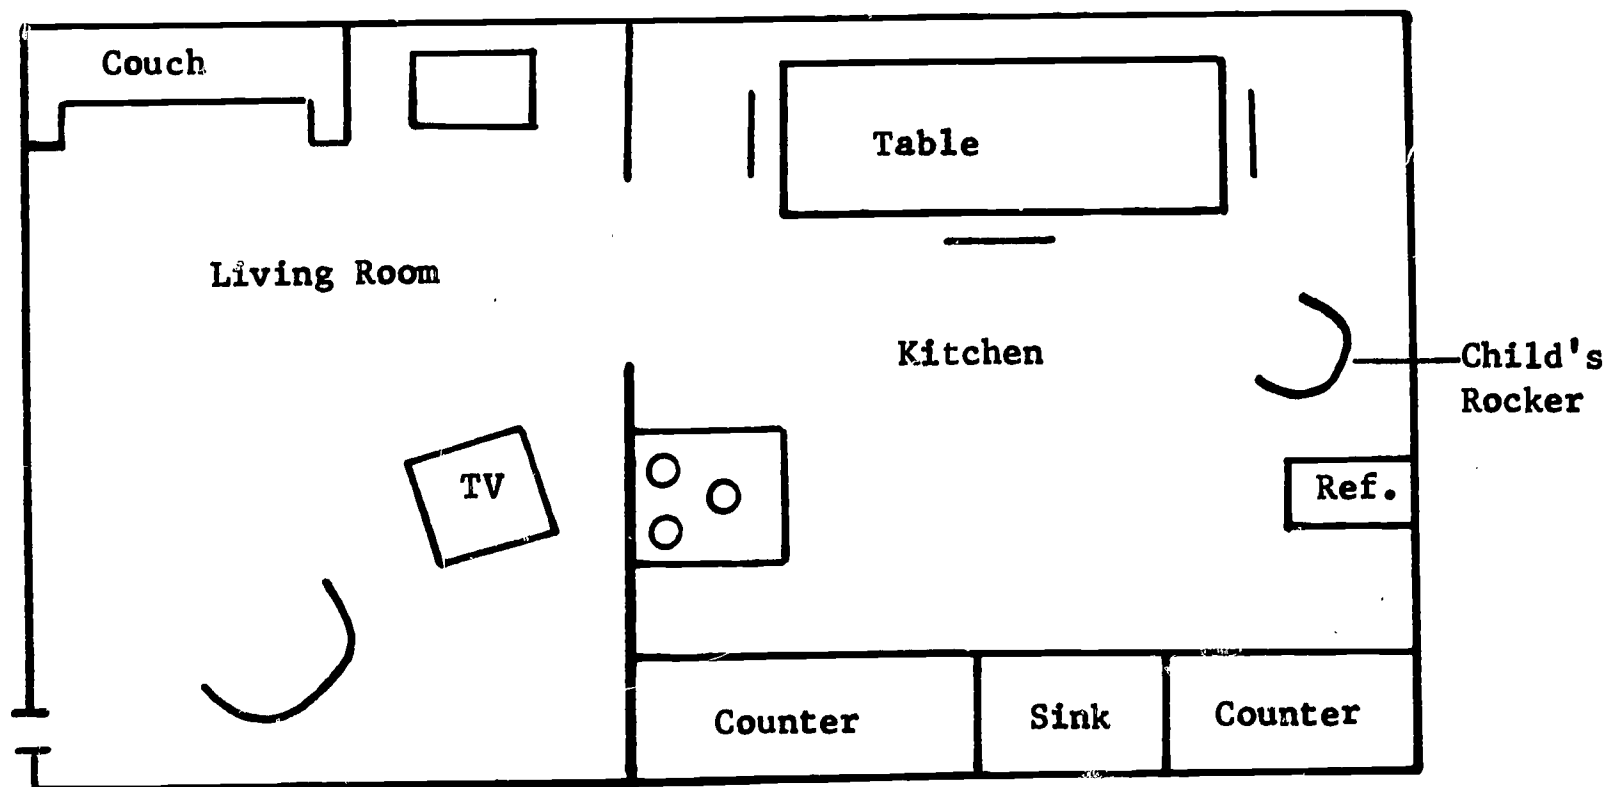 Couch
Table
Living Room
Kitchen
Child's
Rocker
TV
Ref.
Counter
Sink
Counter